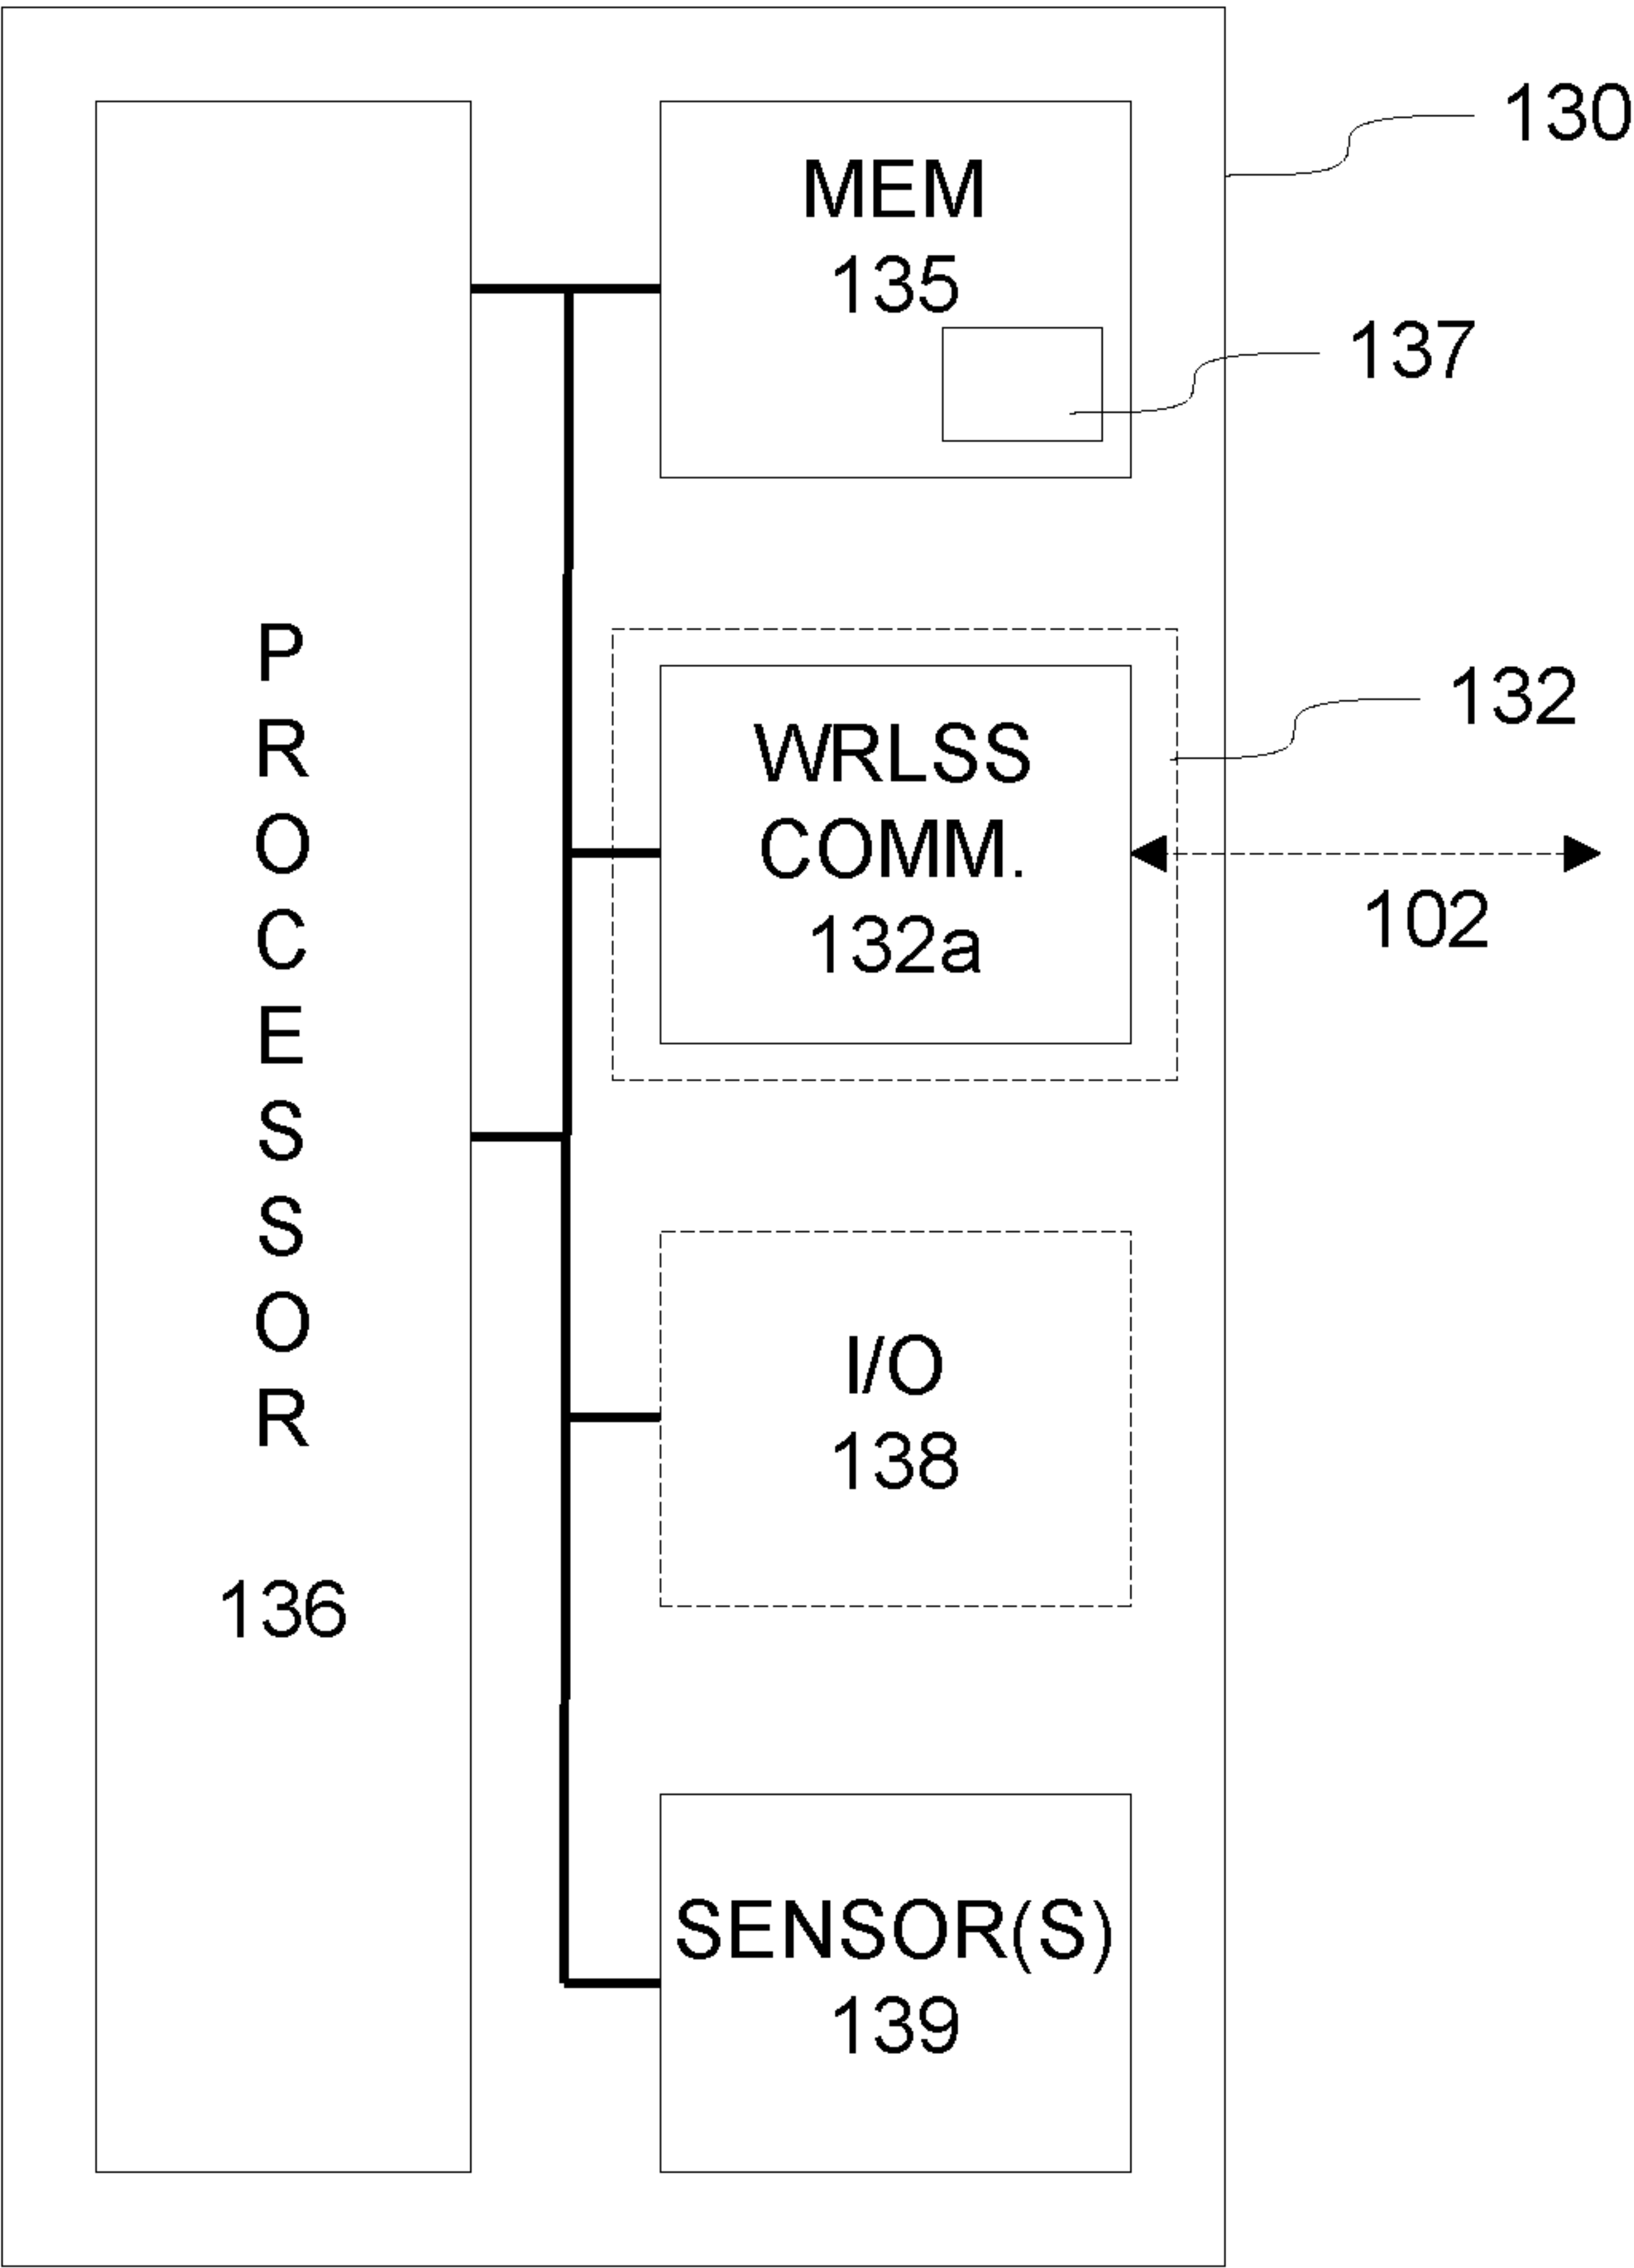 130
MEM
135
137
P
R
O
C
E
S
S
O
R
136
132
WRLSS
COMM.
132a
102
I/O
138
SENSOR(S)
139